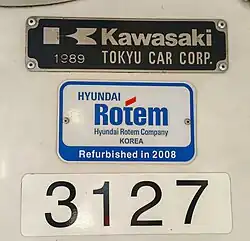 Kawasaki
1989 TOKYU CAR CORP.
HYUNDAI
Rotem
Hyundai Rotem Company
KOREA
Refurbished in 2008
3127